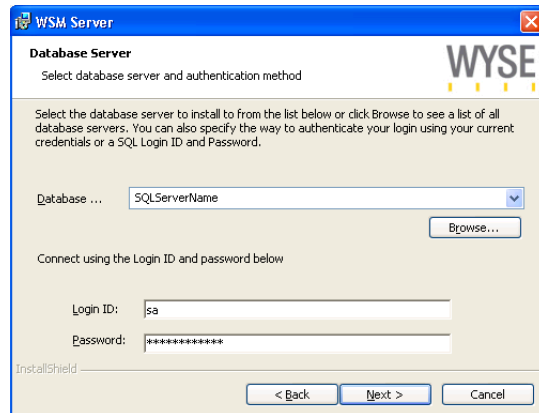 WSM Server
Database Server
Select database server and authentication method
WYSE
Select the database server to install to from the list below or click Browse to see a list of all
database servers. You can also specify the way to authenticate your login using your current
credentials or a SQL Login ID and Password.
Database ...
SQLServerName
Browse...
Connect using the Login ID and password below
Login ID:
sa
Password:
************
InstallShield
< Back
Next >
Cancel